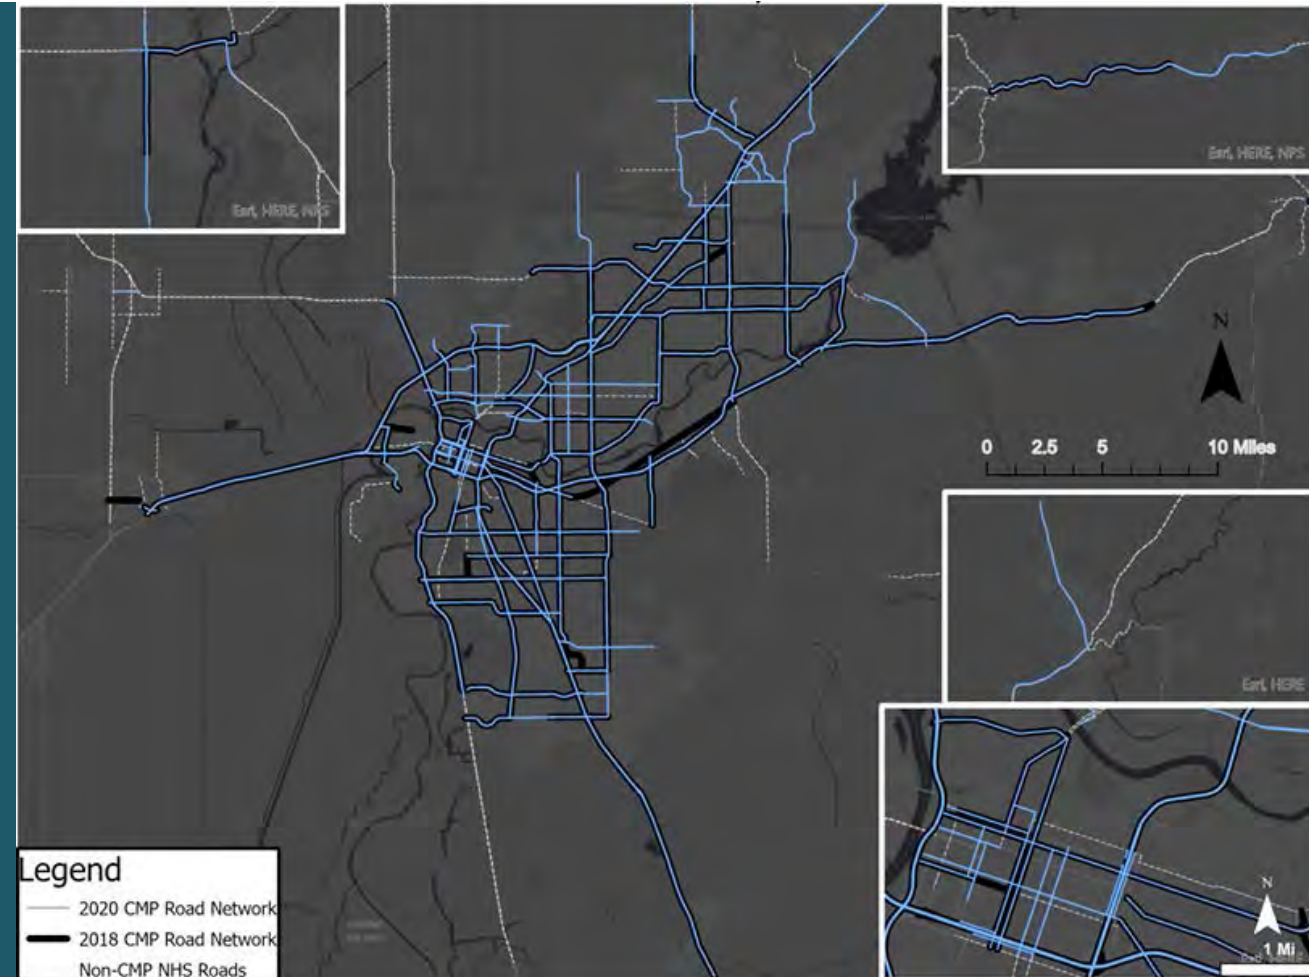 Esri, HERE, NPS
Esri, HERE, NPS
N
0 2.5 5 10 Miles
Esri, HERE
Legend
2020 CMP Road Network
2018 CMP Road Network
Non-CMP NHS Roads
N
1 Mi